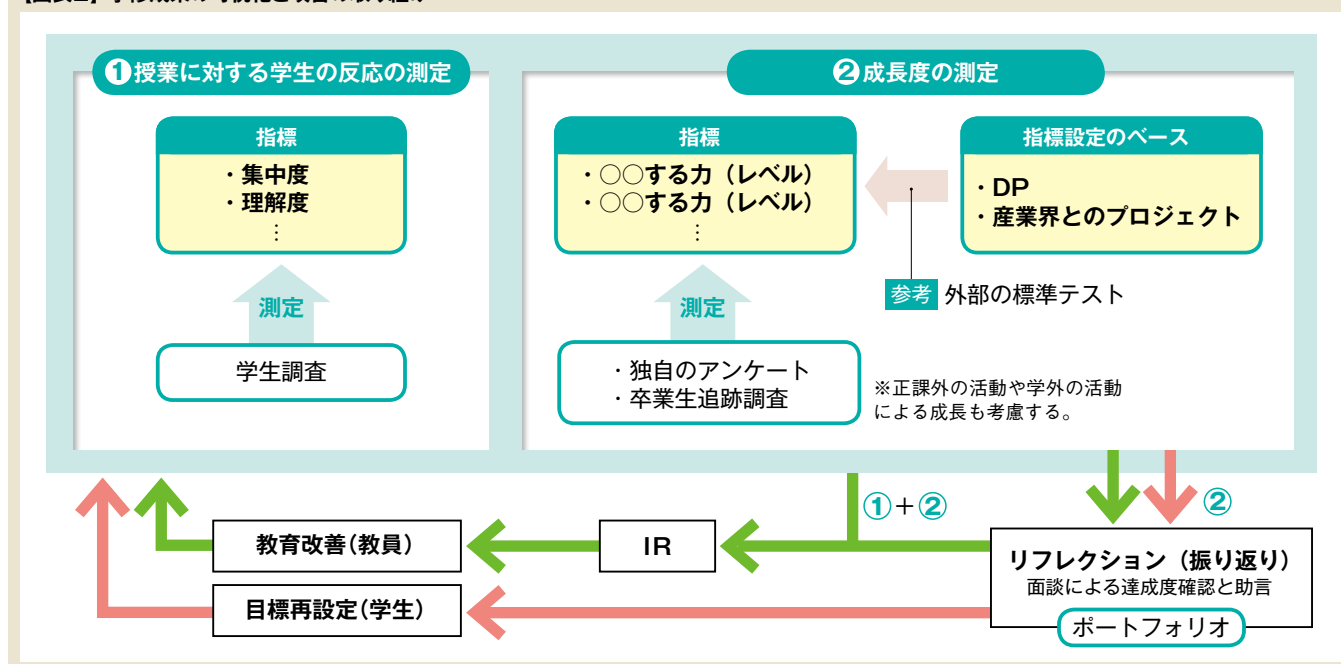 ❶授業に対する学生の反応の測定
指標
・集中度
・理解度
⋮
測定
学生調査
❷成長度の測定
指標
・○○する力（レベル）
・○○する力（レベル）
⋮
指標設定のベース
・DP
・産業界とのプロジェクト
参考 外部の標準テスト
測定
・独自のアンケート
・卒業生追跡調査
※正課外の活動や学外の活動
による成長も考慮する。
①+②
②
教育改善（教員）
IR
リフレクション（振り返り）
面談による達成度確認と助言
ポートフォリオ
目標再設定（学生）